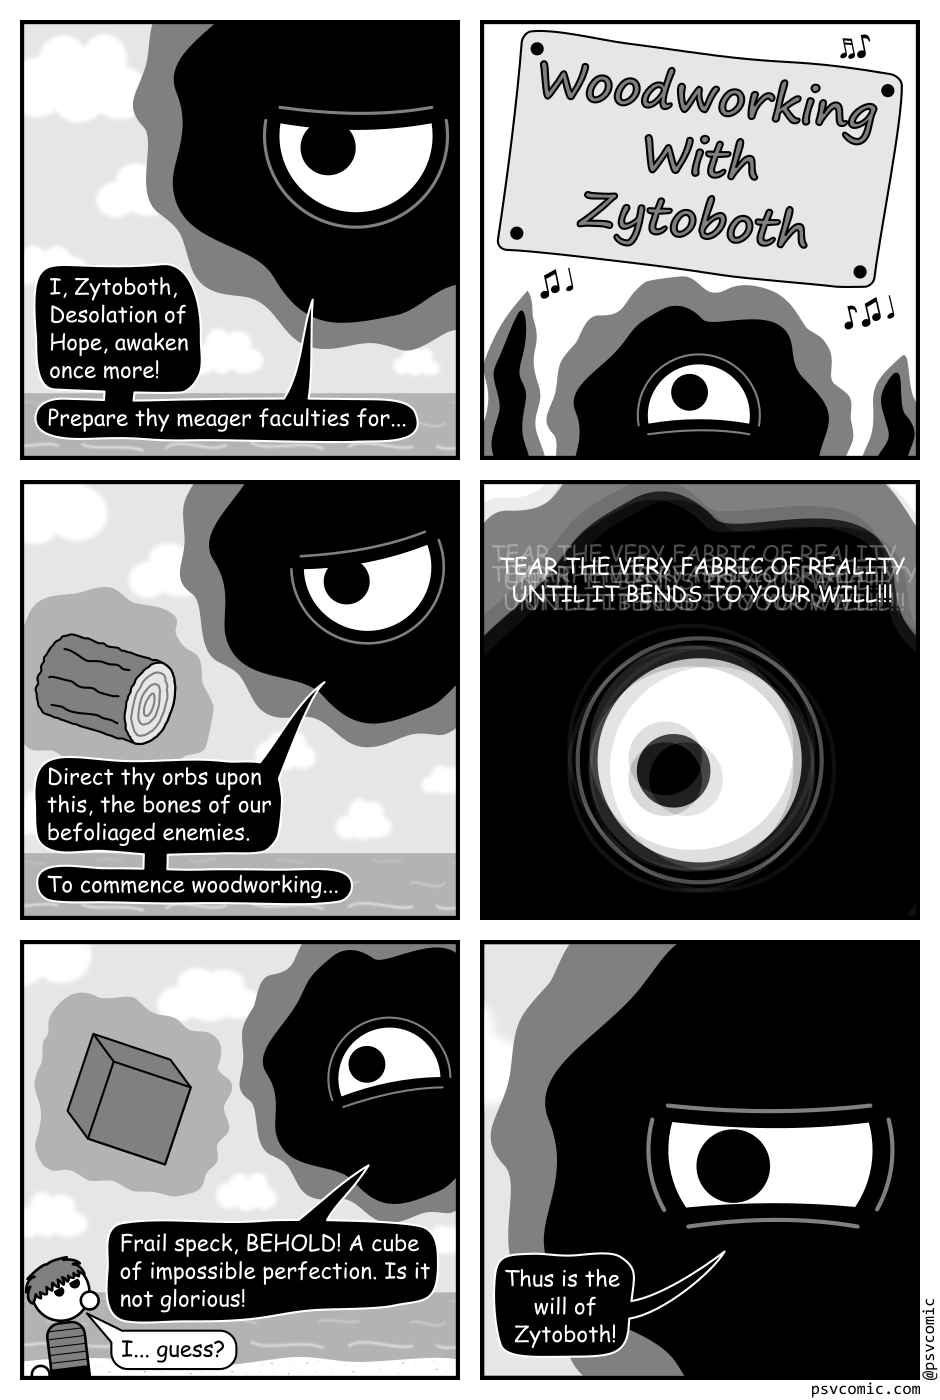 I, Zytoboth,
Desolation of
Hope, awaken
once more!
Prepare thy meager faculties for...
Woodworking
With
Zytoboth
Direct thy orbs upon
this, the bones of our
befoliaged enemies.
To commence woodworking...
TEAR THE VERY FABRIC OF REALITY
UNTIL IT BENDS TO YOUR WILL!!!
Frail speck, BEHOLD! A cube
of impossible perfection. Is it
not glorious!
I... guess?
Thus is the
will of
Zytoboth!
@psvcomic
psvcomic.com